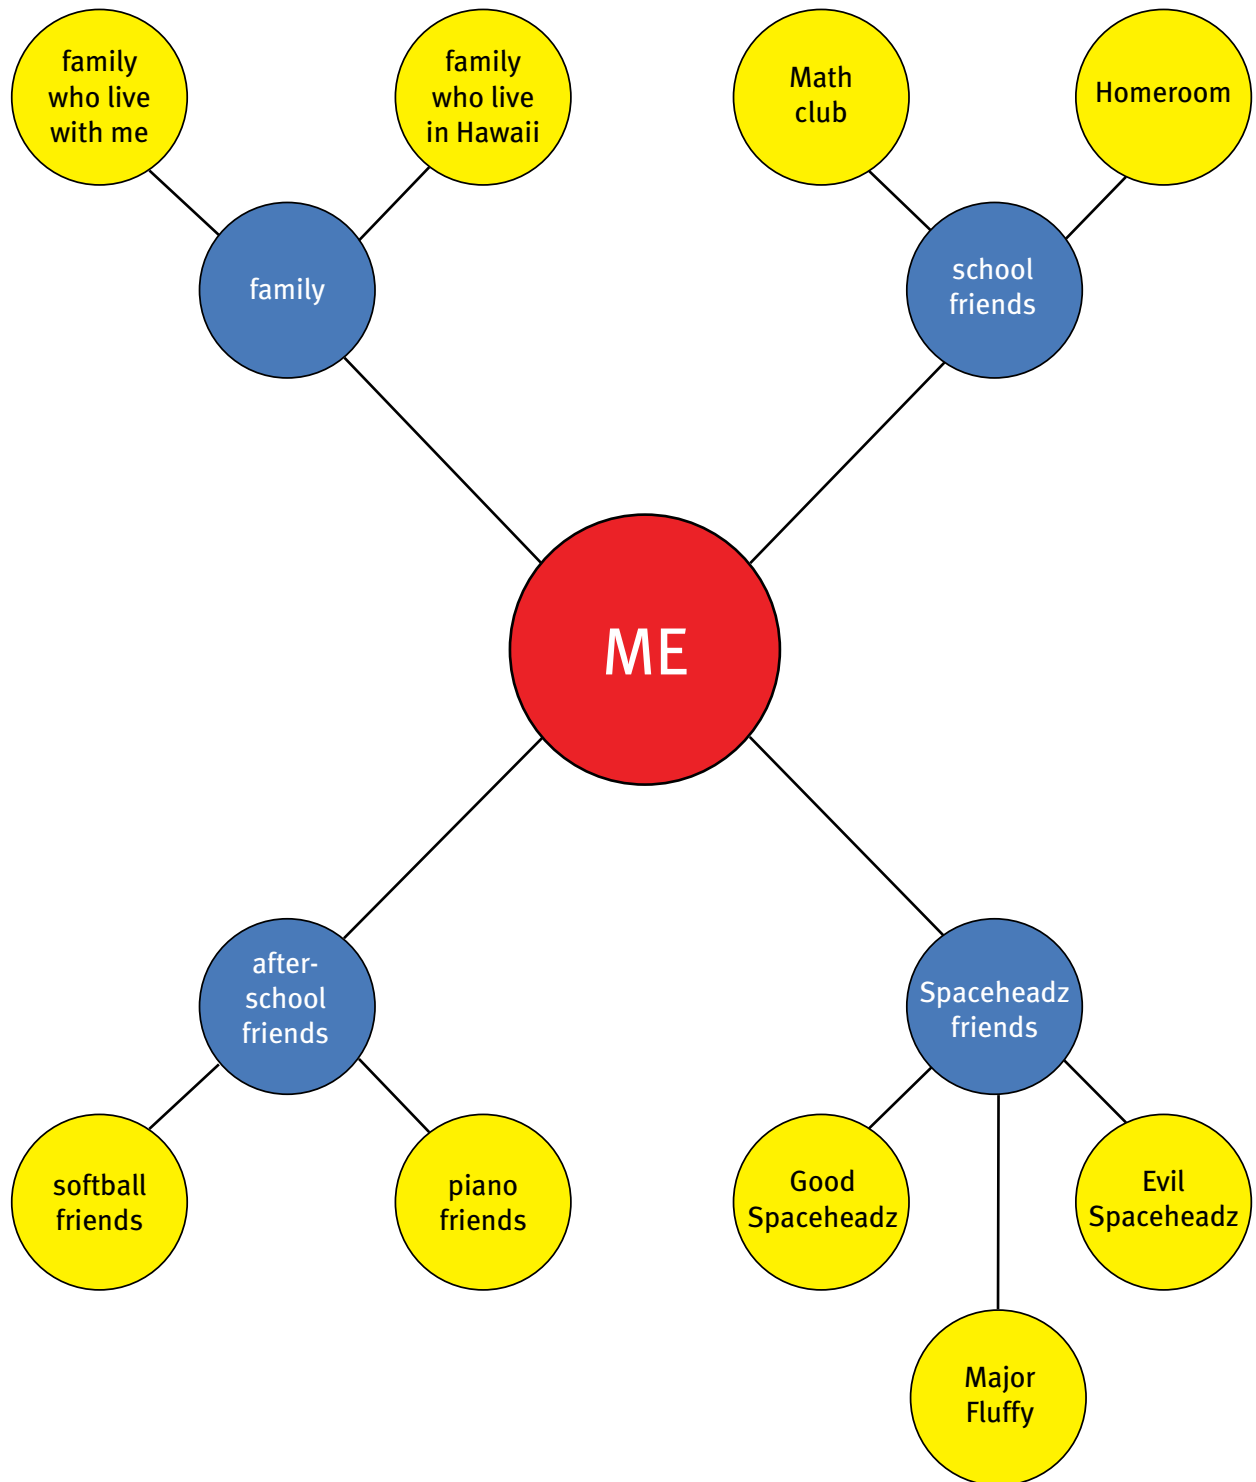 family
who live
with me
family
who live
in Hawaii
Math
club
Homeroom
family
school
friends
ME
after-
school
friends
Spaceheadz
friends
softball
friends
piano
friends
Good
Spaceheadz
Evil
Spaceheadz
Major
Fluffy